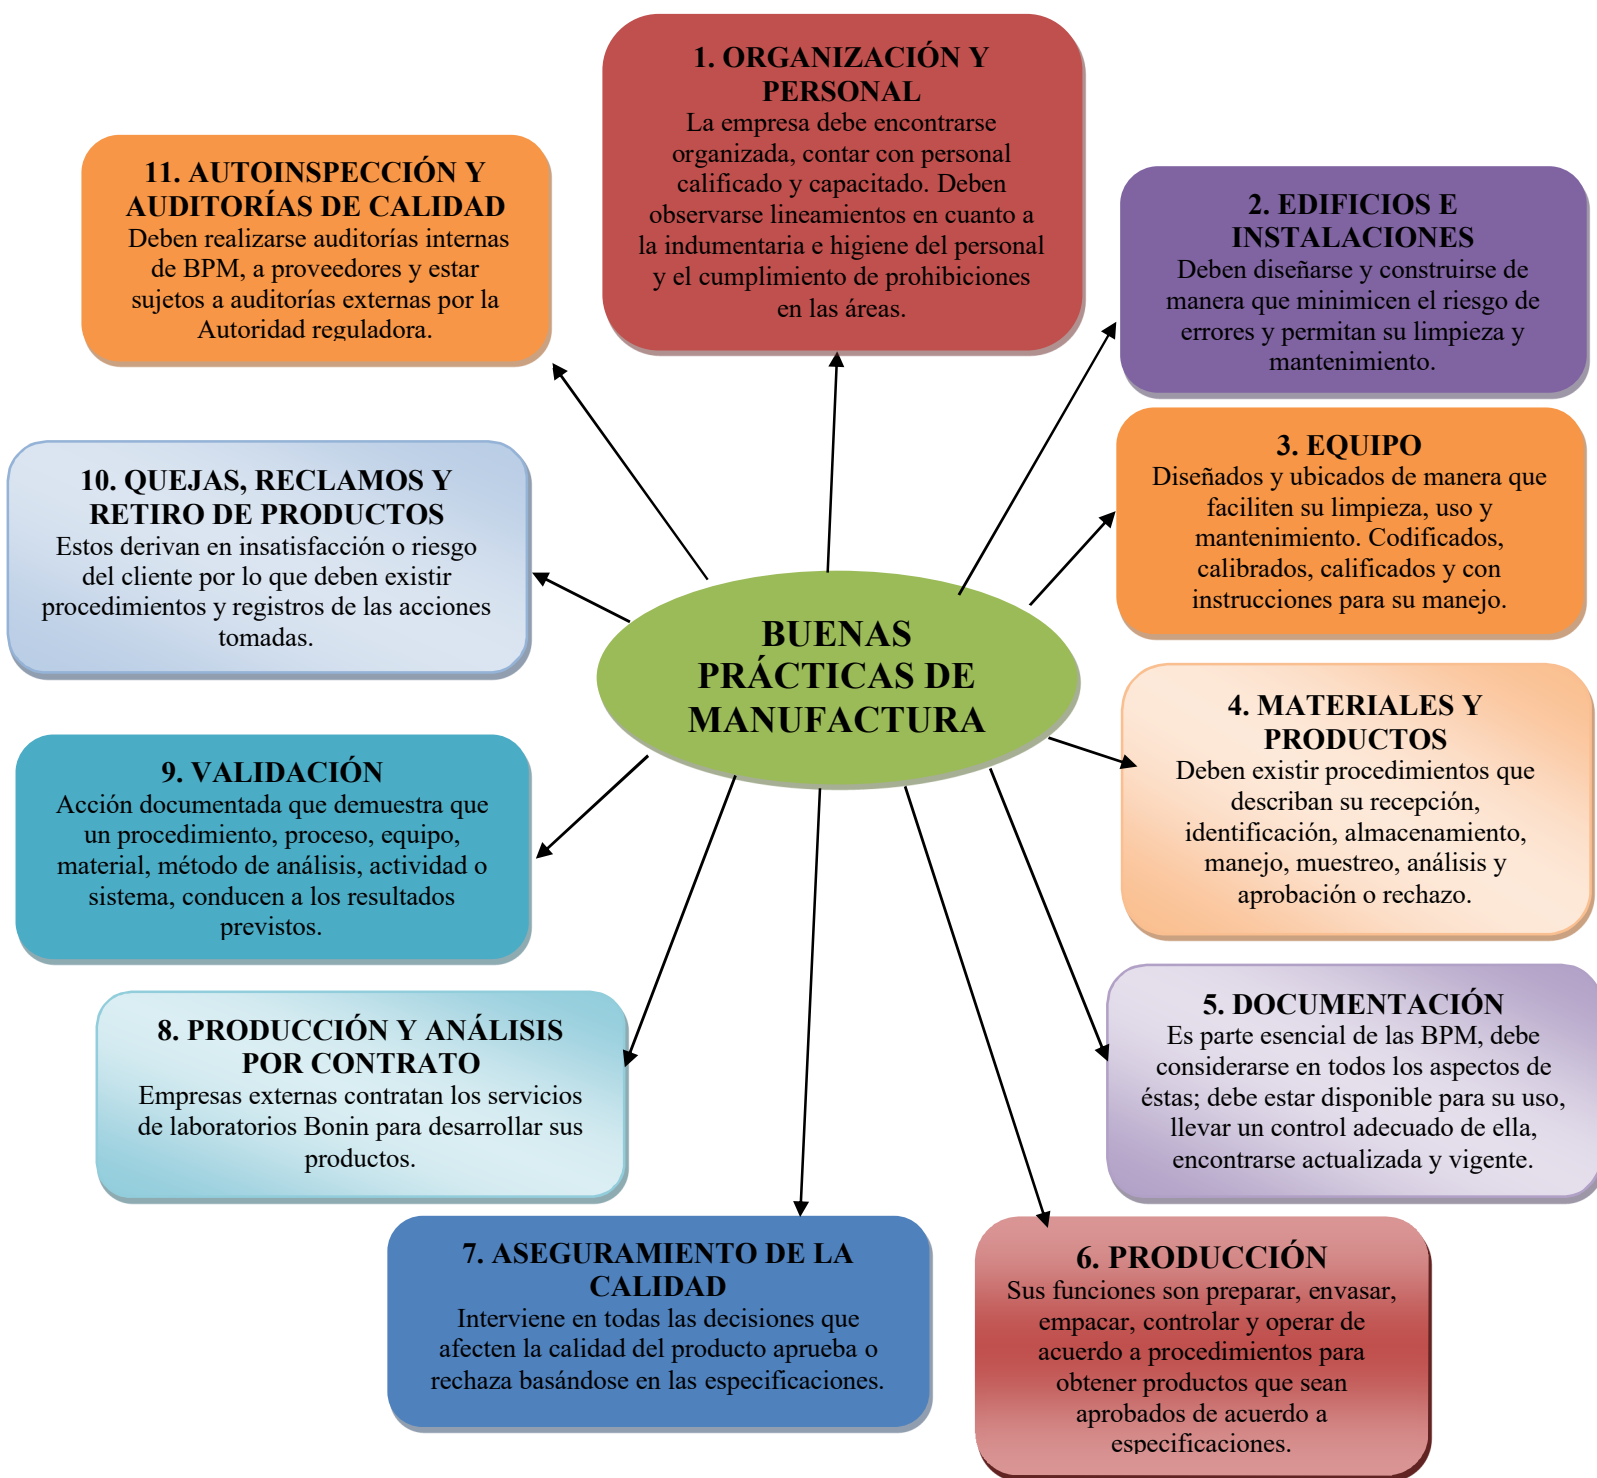 1. ORGANIZACIÓN Y
PERSONAL
La empresa debe encontrarse
organizada, contar con personal
calificado y capacitado. Deben
observarse lineamientos en cuanto a
la indumentaria e higiene del personal
y el cumplimiento de prohibiciones
en las áreas.
2. EDIFICIOS E
INSTALACIONES
Deben diseñarse y construirse de
manera que minimicen el riesgo de
errores y permitan su limpieza y
mantenimiento.
3. EQUIPO
Diseñados y ubicados de manera que
faciliten su limpieza, uso y
mantenimiento. Codificados,
calibrados, calificados y con
instrucciones para su manejo.
4. MATERIALES Y
PRODUCTOS
Deben existir procedimientos que
describan su recepción,
identificación, almacenamiento,
manejo, muestreo, análisis y
aprobación o rechazo.
5. DOCUMENTACIÓN
Es parte esencial de las BPM, debe
considerarse en todos los aspectos de
éstas; debe estar disponible para su uso,
llevar un control adecuado de ella,
encontrarse actualizada y vigente.
6. PRODUCCIÓN
Sus funciones son preparar, envasar,
empacar, controlar y operar de
acuerdo a procedimientos para
obtener productos que sean
aprobados de acuerdo a
especificaciones.
7. ASEGURAMIENTO DE LA
CALIDAD
Interviene en todas las decisiones que
afecten la calidad del producto aprueba o
rechaza basándose en las especificaciones.
8. PRODUCCIÓN Y ANÁLISIS
POR CONTRATO
Empresas externas contratan los servicios
de laboratorios Bonin para desarrollar sus
productos.
9. VALIDACIÓN
Acción documentada que demuestra que
un procedimiento, proceso, equipo,
material, método de análisis, actividad o
sistema, conducen a los resultados
previstos.
10. QUEJAS, RECLAMOS Y
RETIRO DE PRODUCTOS
Estos derivan en insatisfacción o riesgo
del cliente por lo que deben existir
procedimientos y registros de las acciones
tomadas.
11. AUTOINSPECCIÓN Y
AUDITORÍAS DE CALIDAD
Deben realizarse auditorías internas
de BPM, a proveedores y estar
sujetos a auditorías externas por la
Autoridad reguladora.
BUENAS
PRÁCTICAS DE
MANUFACTURA